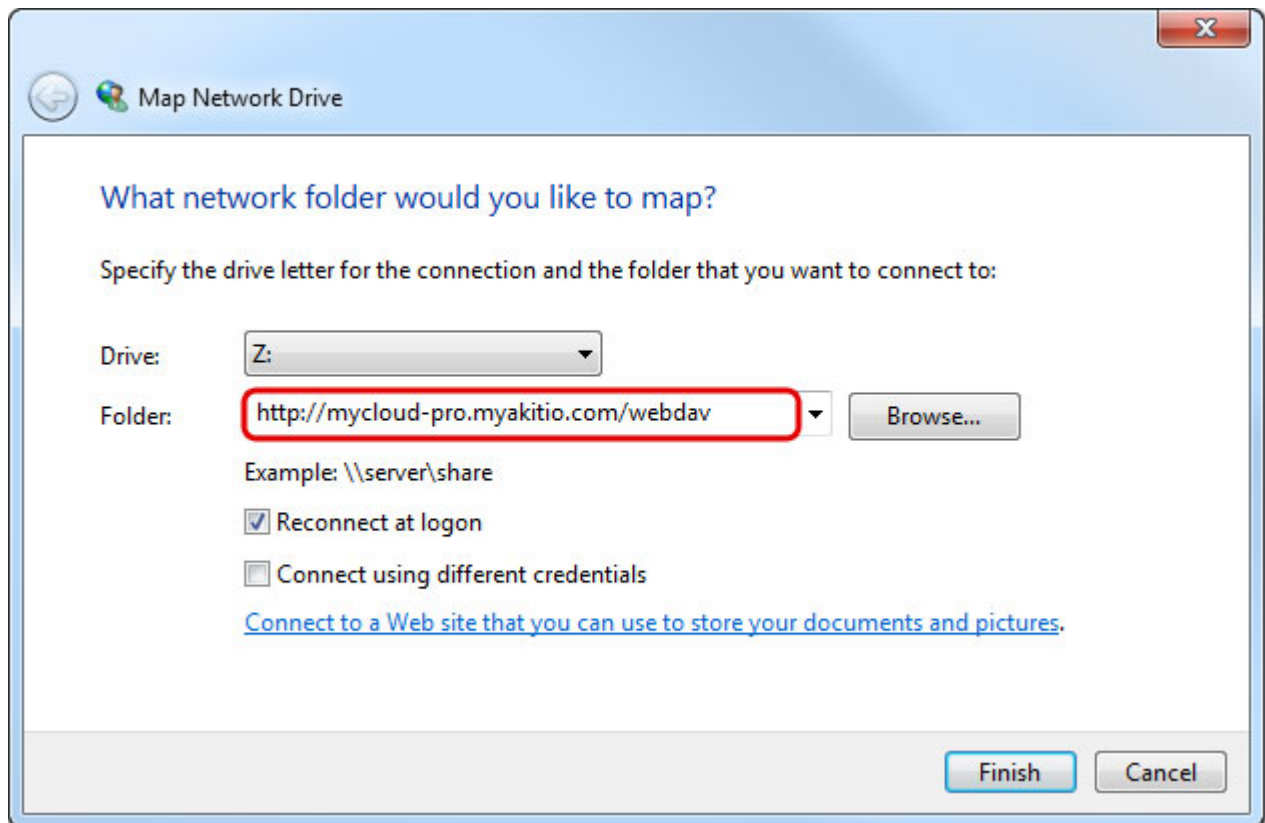 Map Network Drive
What network folder would you like to map?
Specify the drive letter for the connection and the folder that you want to connect to:
Drive: Z:
Folder: http://mycloud-pro.myakitio.com/webdav Browse...
Example: \\server\share
Reconnect at logon
Connect using different credentials
Connect to a Web site that you can use to store your documents and pictures.
Finish Cancel